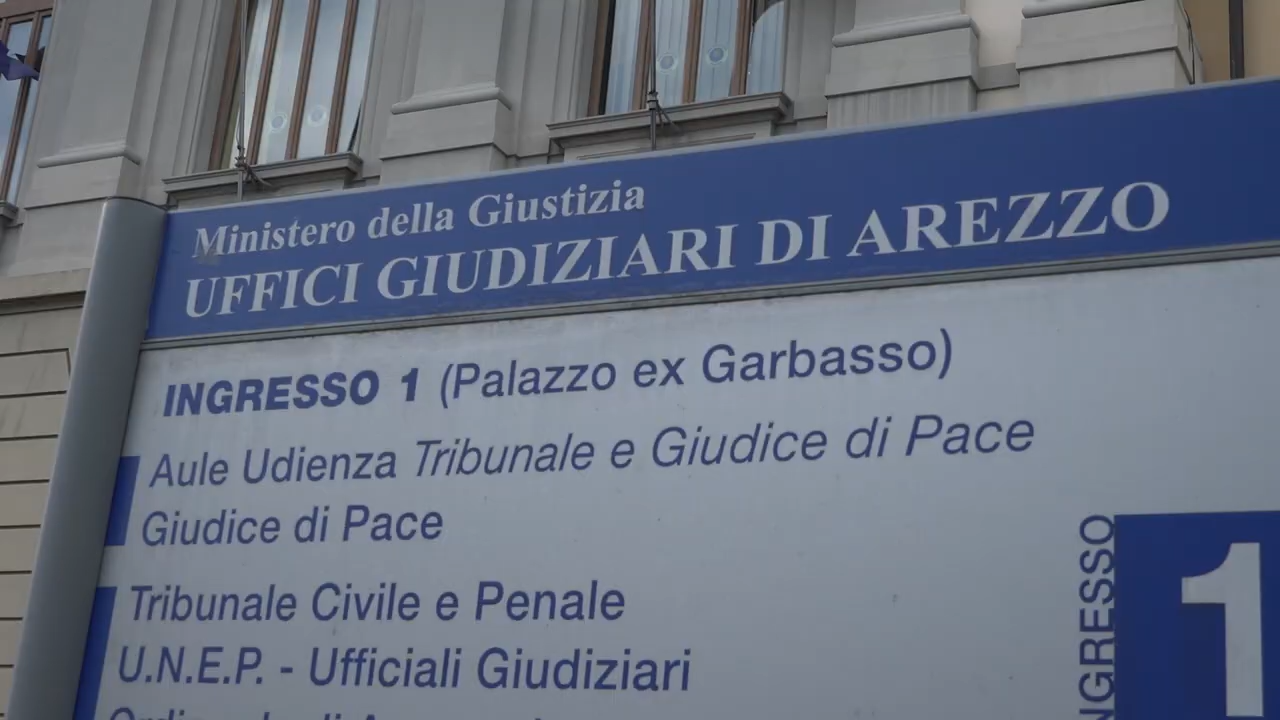 Ministero della Giustizia
UFFICI GIUDIZIARI DI AREZZO
INGRESSO 1 (Palazzo ex Garbasso)
Aule Udienza Tribunale e Giudice di Pace
Giudice di Pace
Tribunale Civile e Penale
U.N.E.P. - Ufficiali Giudiziari
INGRESSO
1